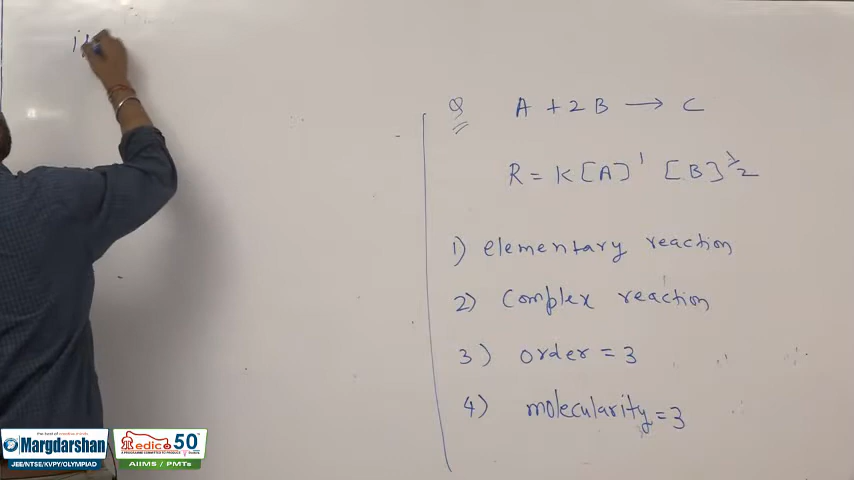 Q A + 2B → C
R = K[A]¹ [B]^½
1) elementary reaction
2) Complex reaction
3) order = 3
4) molecularity = 3
Margdarshan
JEE/NTSE/KVPY/OLYMPIAD
Medico 50
AIIMS / PMTs